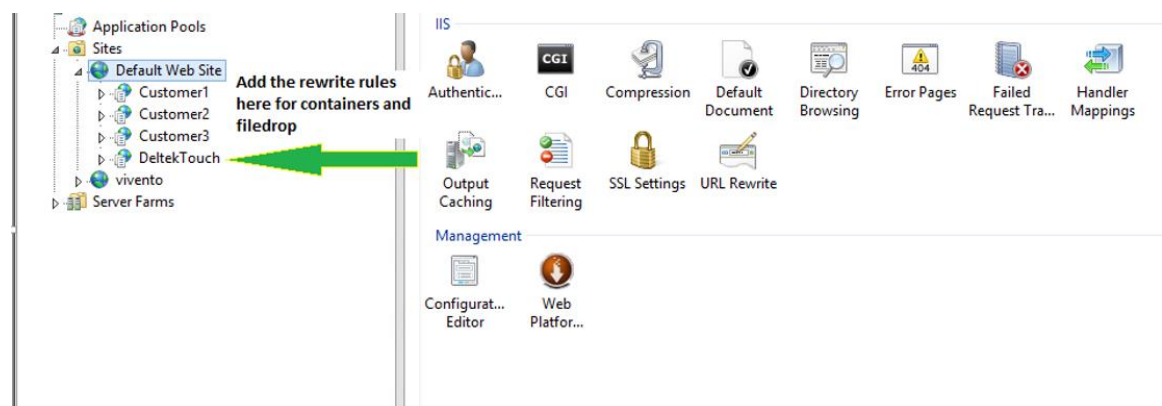 Application Pools
Sites
Default Web Site
Customer1
Customer2
Customer3
DeltekTouch
vivento
Server Farms
Add the rewrite rules
here for containers and
filedrop
IIS
Authentic...
CGI
CGI
Compression
Default
Document
Directory
Browsing
404
Error Pages
Failed
Request Tra...
Handler
Mappings
Output
Caching
Request
Filtering
SSL Settings
URL Rewrite
Management
Configurat...
Editor
Web
Platfor...